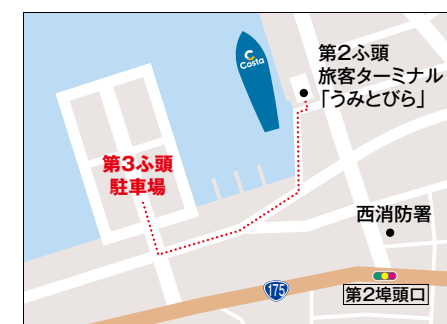 Costa
第2ふ頭
旅客ターミナル
「うみとびら」
第3ふ頭
駐車場
西消防署
175
第2埠頭口